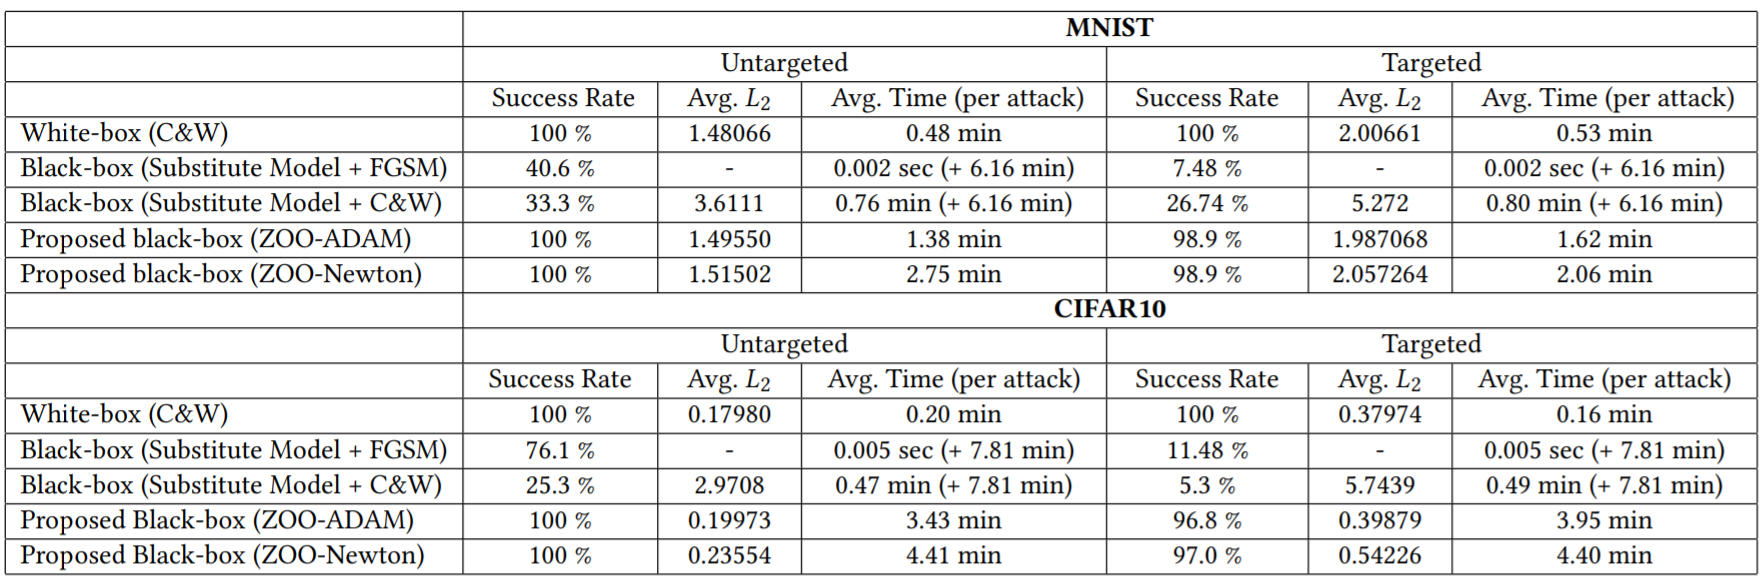 MNIST
Untargeted Targeted
Success Rate Avg. L2 Avg. Time (per attack) Success Rate Avg. L2 Avg. Time (per attack)
White-box (C&W) 100 % 1.48066 0.48 min 100 % 2.00661 0.53 min
Black-box (Substitute Model + FGSM) 40.6 % - 0.002 sec (+ 6.16 min) 7.48 % - 0.002 sec (+ 6.16 min)
Black-box (Substitute Model + C&W) 33.3 % 3.6111 0.76 min (+ 6.16 min) 26.74 % 5.272 0.80 min (+ 6.16 min)
Proposed black-box (ZOO-ADAM) 100 % 1.49550 1.38 min 98.9 % 1.987068 1.62 min
Proposed black-box (ZOO-Newton) 100 % 1.51502 2.75 min 98.9 % 2.057264 2.06 min
CIFAR10
Untargeted Targeted
Success Rate Avg. L2 Avg. Time (per attack) Success Rate Avg. L2 Avg. Time (per attack)
White-box (C&W) 100 % 0.17980 0.20 min 100 % 0.37974 0.16 min
Black-box (Substitute Model + FGSM) 76.1 % - 0.005 sec (+ 7.81 min) 11.48 % - 0.005 sec (+ 7.81 min)
Black-box (Substitute Model + C&W) 25.3 % 2.9708 0.47 min (+ 7.81 min) 5.3 % 5.7439 0.49 min (+ 7.81 min)
Proposed Black-box (ZOO-ADAM) 100 % 0.19973 3.43 min 96.8 % 0.39879 3.95 min
Proposed Black-box (ZOO-Newton) 100 % 0.23554 4.41 min 97.0 % 0.54226 4.40 min